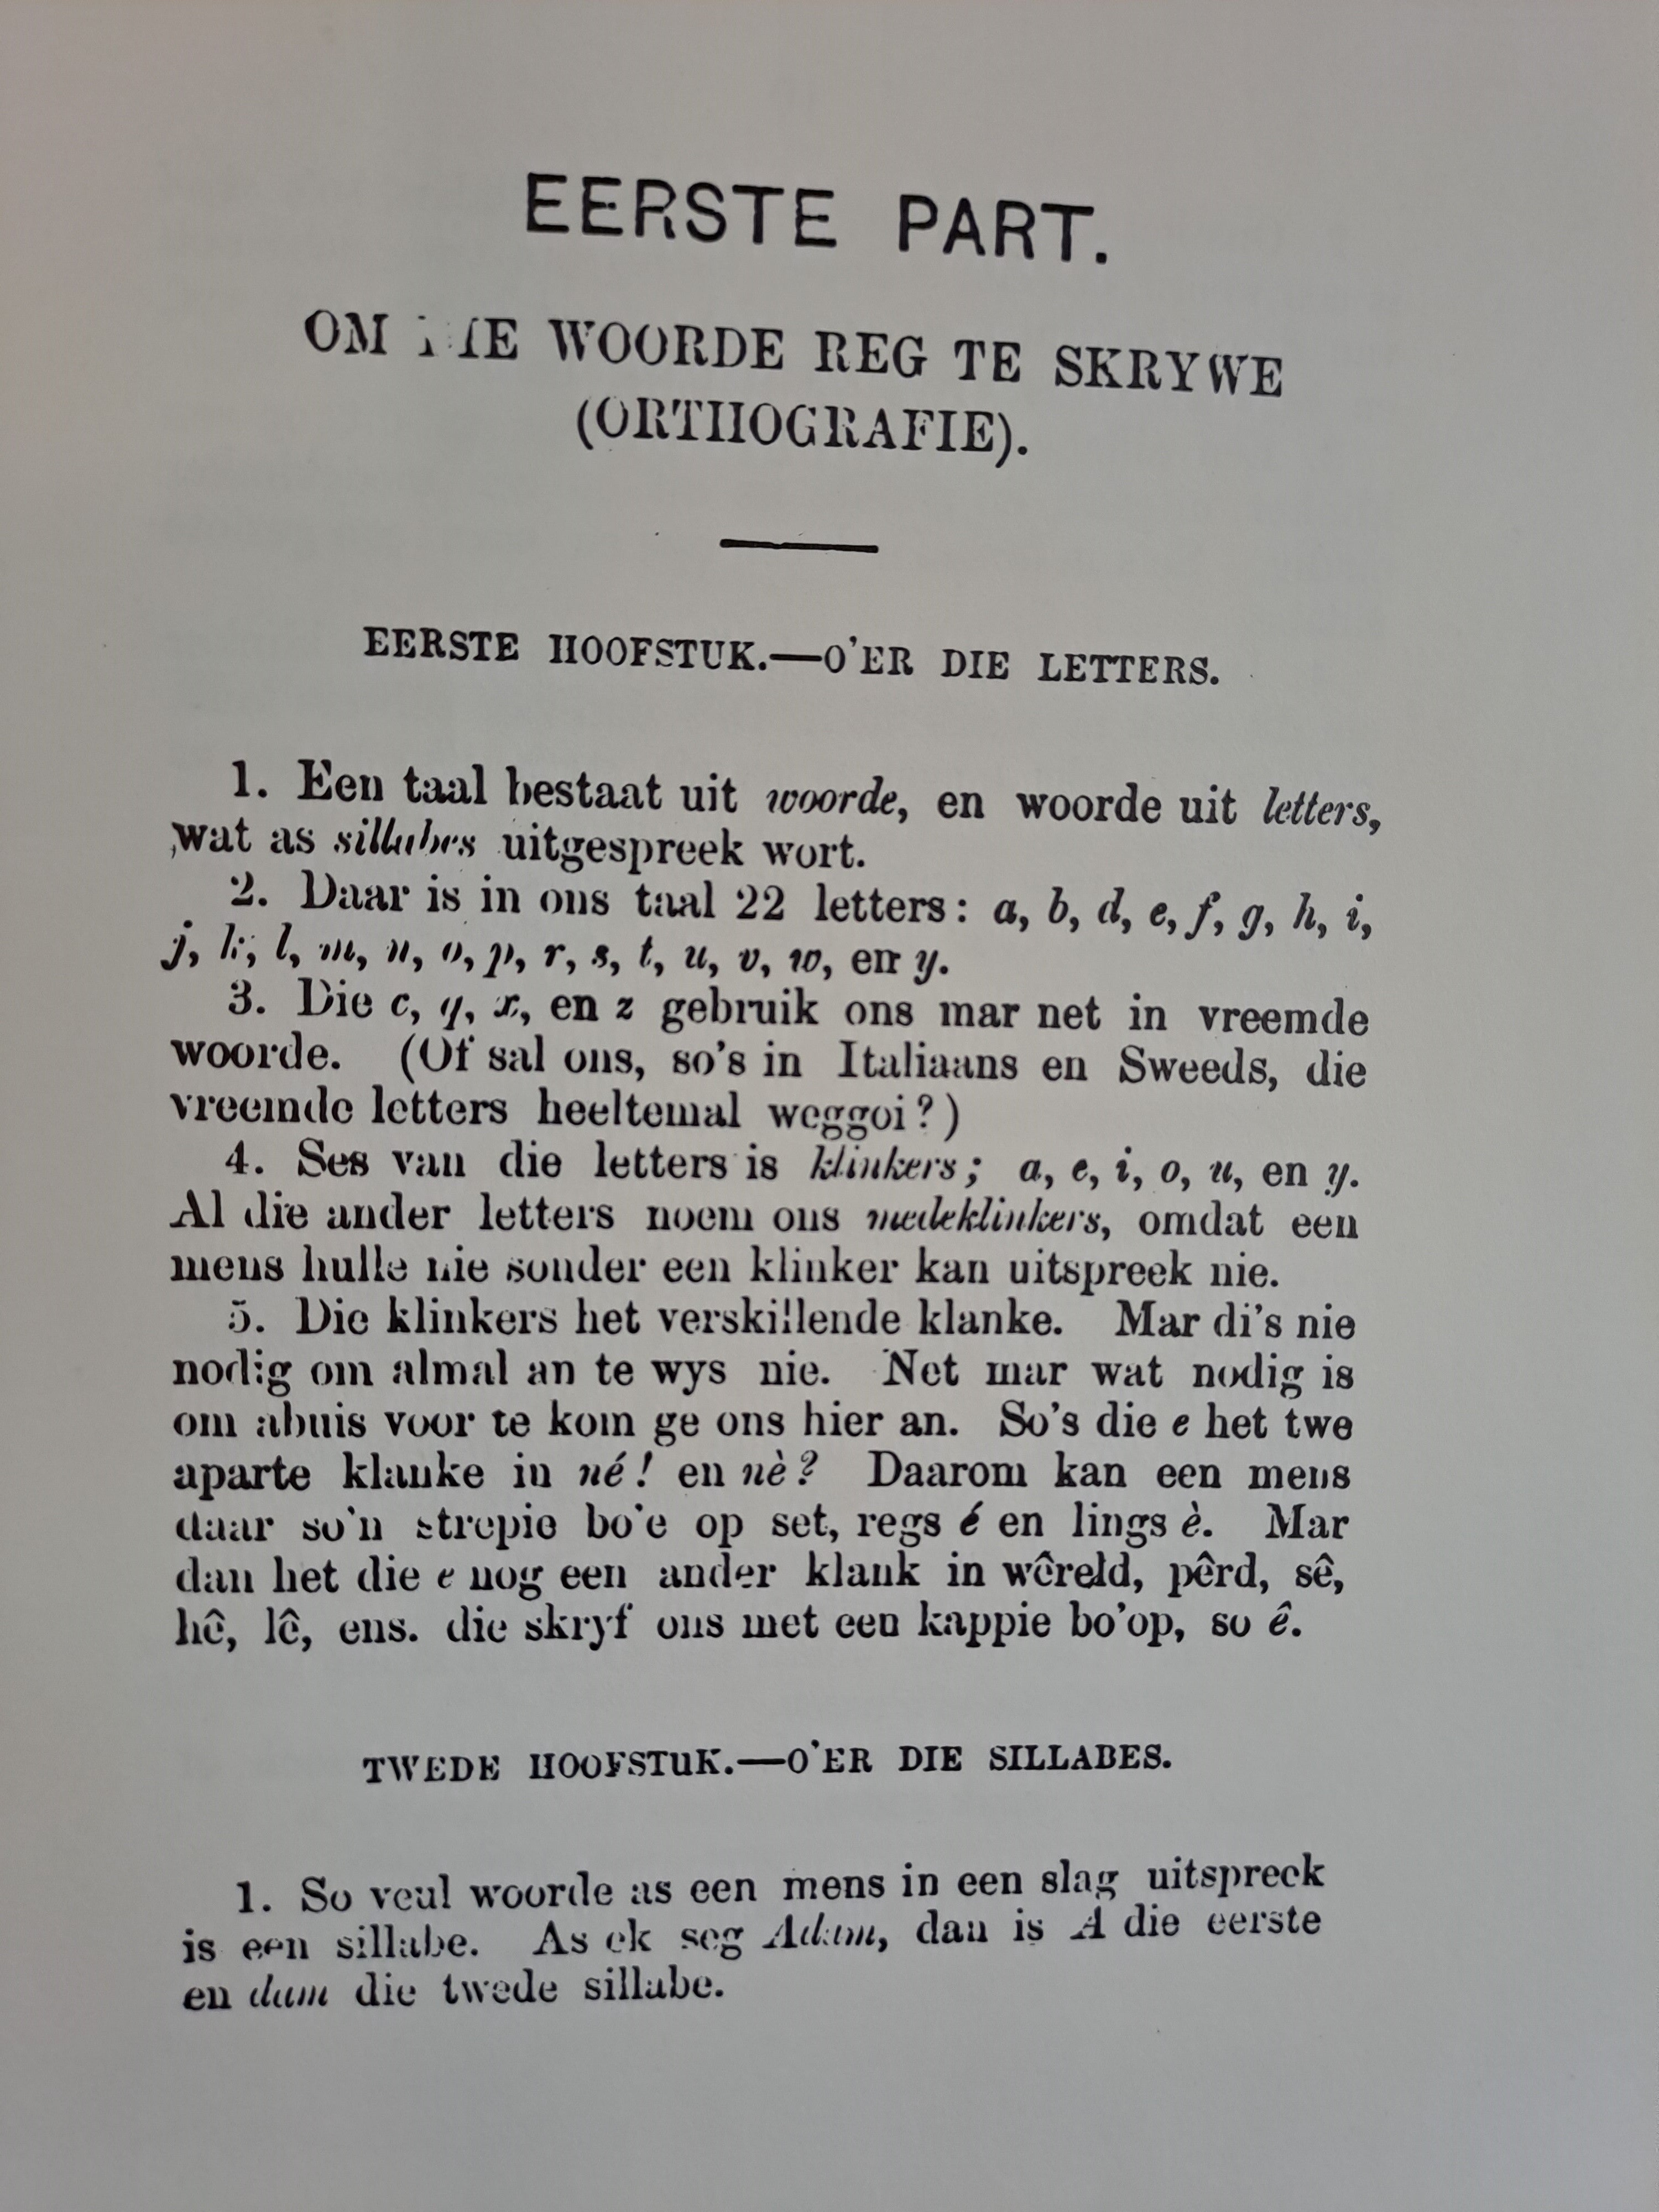 EERSTE PART.
OM DIE WOORDE REG TE SKRYWE
(ORTHOGRAFIE).
EERSTE HOOFSTUK.—O'ER DIE LETTERS.
1. Een taal bestaat uit woorde, en woorde uit letters,
wat as sillabes uitgespreek wort.
2. Daar is in ons taal 22 letters: a, b, d, e, f, g, h, i,
j, k, l, m, n, o, p, r, s, t, u, v, w, en y.
3. Die c, q, x, en z gebruik ons mar net in vreemde
woorde. (Of sal ons, so's in Italiaans en Sweeds, die
vreemde letters heeltemal weggoi?)
4. Ses van die letters is klinkers; a, e, i, o, u, en y.
Al die ander letters noem ons medeklinkers, omdat een
mens hulle nie sonder een klinker kan uitspreek nie.
5. Die klinkers het verskillende klanke. Mar di's nie
nodig om almal an te wys nie. Net mar wat nodig is
om abuis voor te kom ge ons hier an. So's die e het twe
aparte klanke in né! en nè? Daarom kan een mens
daar so'n strepie bo'e op set, regs é en lings è. Mar
dan het die e nog een ander klank in wêreld, pêrd, sê,
hê, lê, ens. die skryf ons met een kappie bo'op, so ê.
TWEDE HOOFSTUK.—O'ER DIE SILLABES.
1. So veul woorde as een mens in een slag uitspreek
is een sillabe. As ek seg Adam, dan is A die eerste
en dam die twede sillabe.